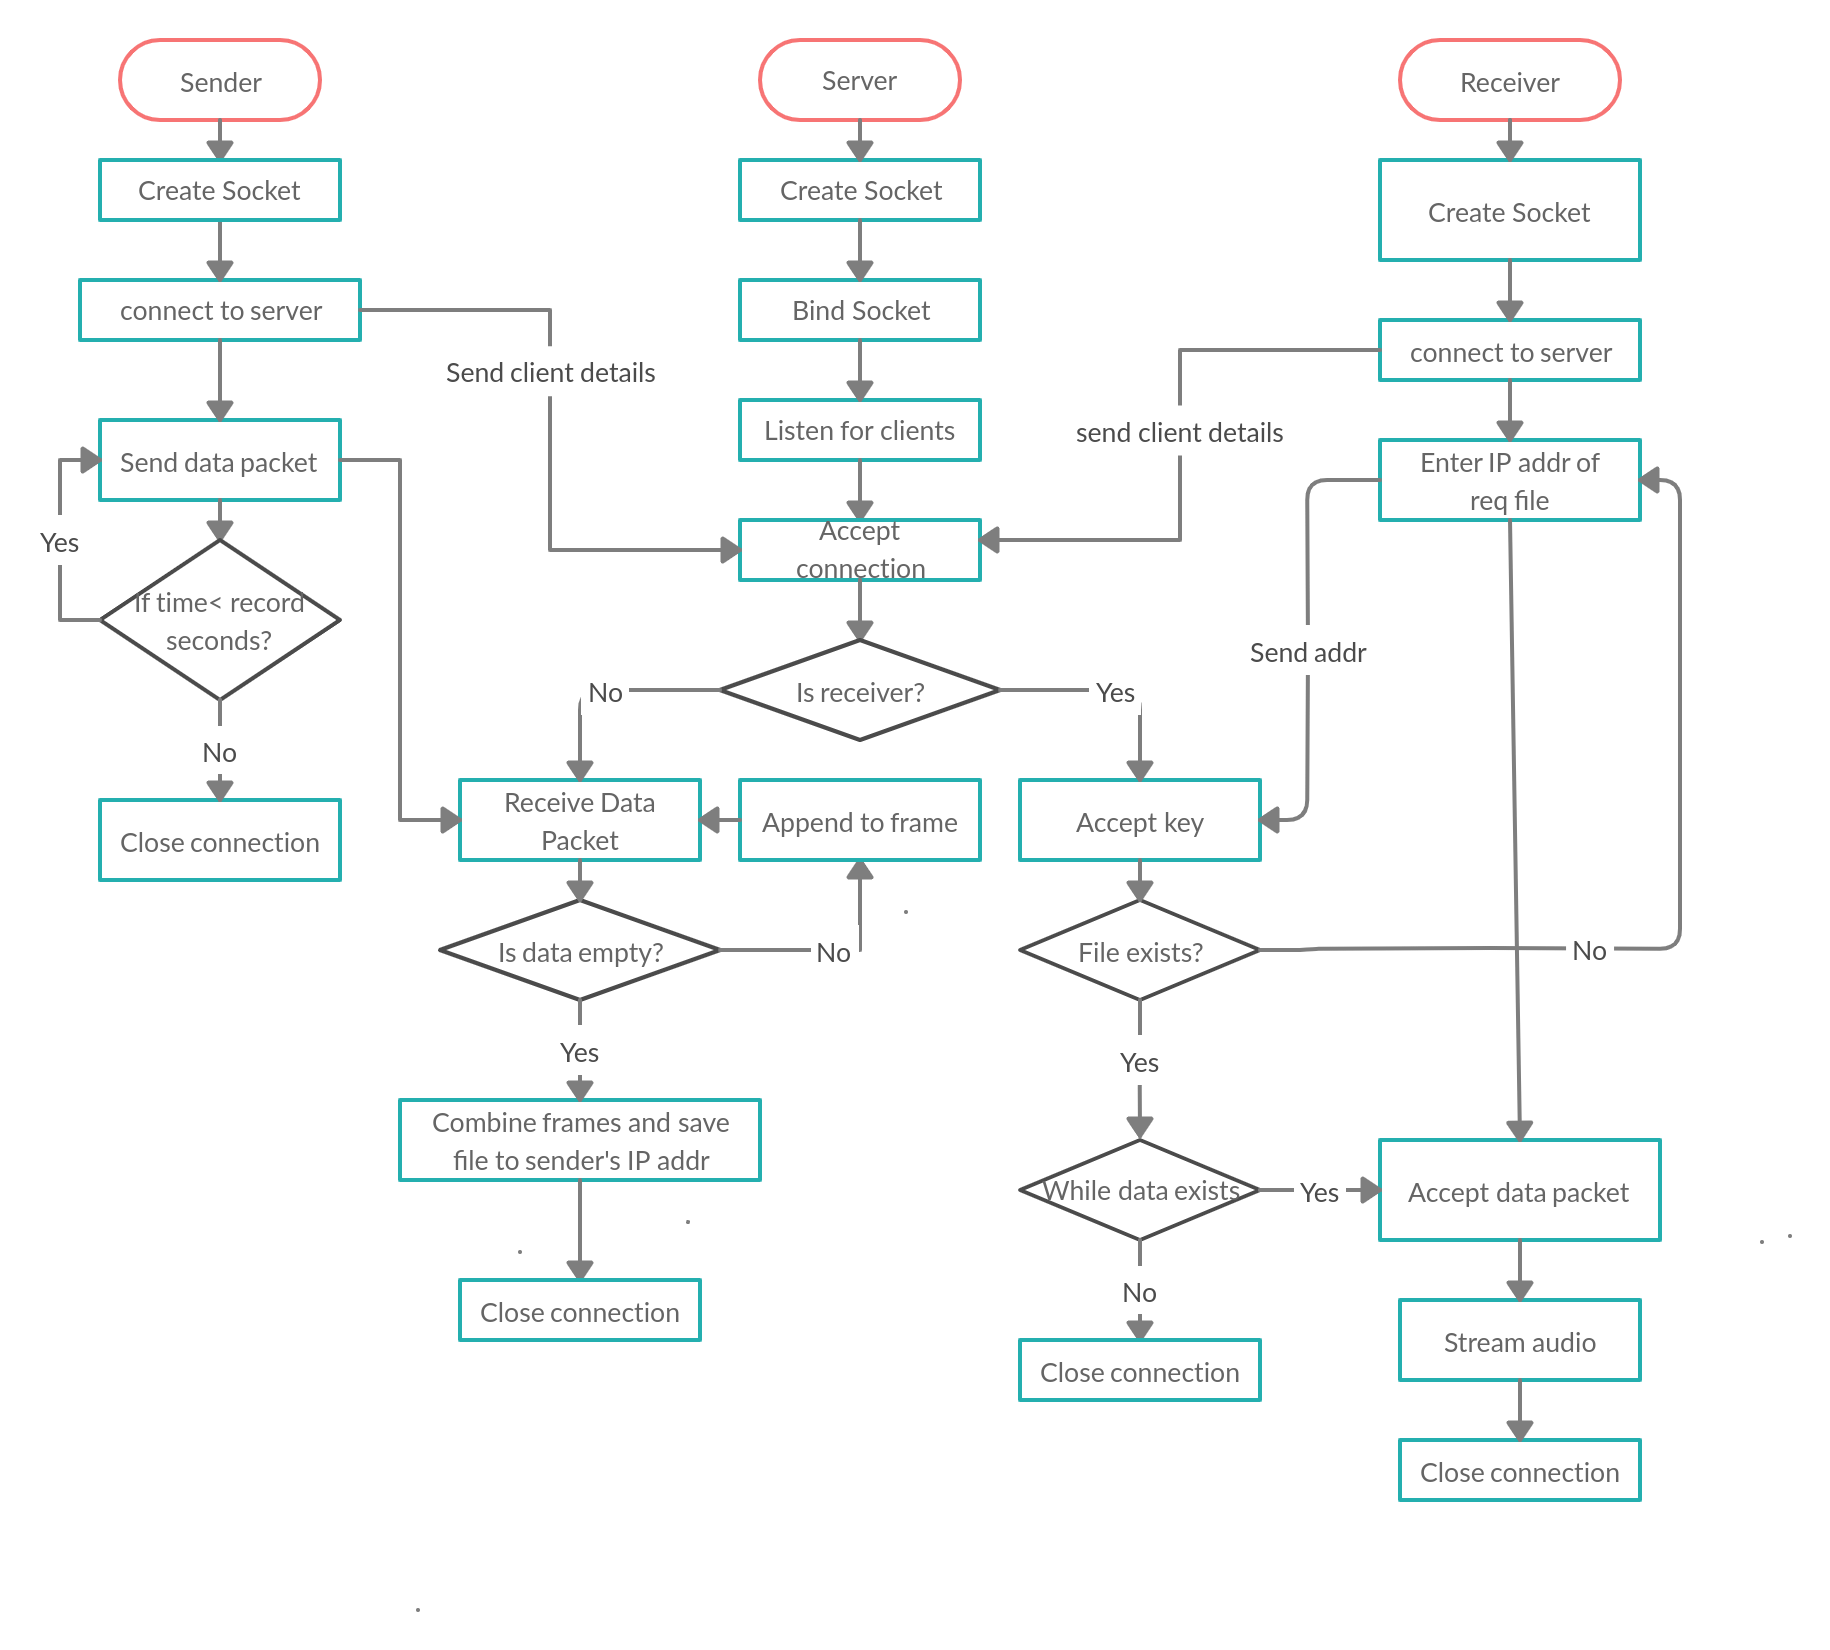 Sender
Server
Receiver
Create Socket
Create Socket
Create Socket
connect to server
Bind Socket
connect to server
Send client details
Listen for clients
send client details
Send data packet
Enter IP addr of
req file
Yes
Accept
connection
If time< record
seconds?
Send addr
No
Is receiver?
Yes
No
Receive Data
Packet
Append to frame
Accept key
Close connection
Is data empty?
No
File exists?
No
Yes
Yes
Combine frames and save
file to sender's IP addr
While data exists
Yes
Accept data packet
No
Close connection
Stream audio
Close connection
Close connection